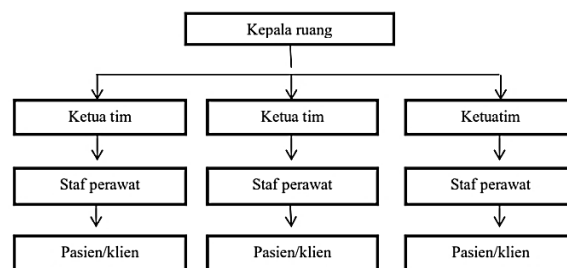 Kepala ruang
Ketua tim
Ketua tim
Ketuatim
Staf perawat
Staf perawat
Staf perawat
Pasien/klien
Pasien/klien
Pasien/klien